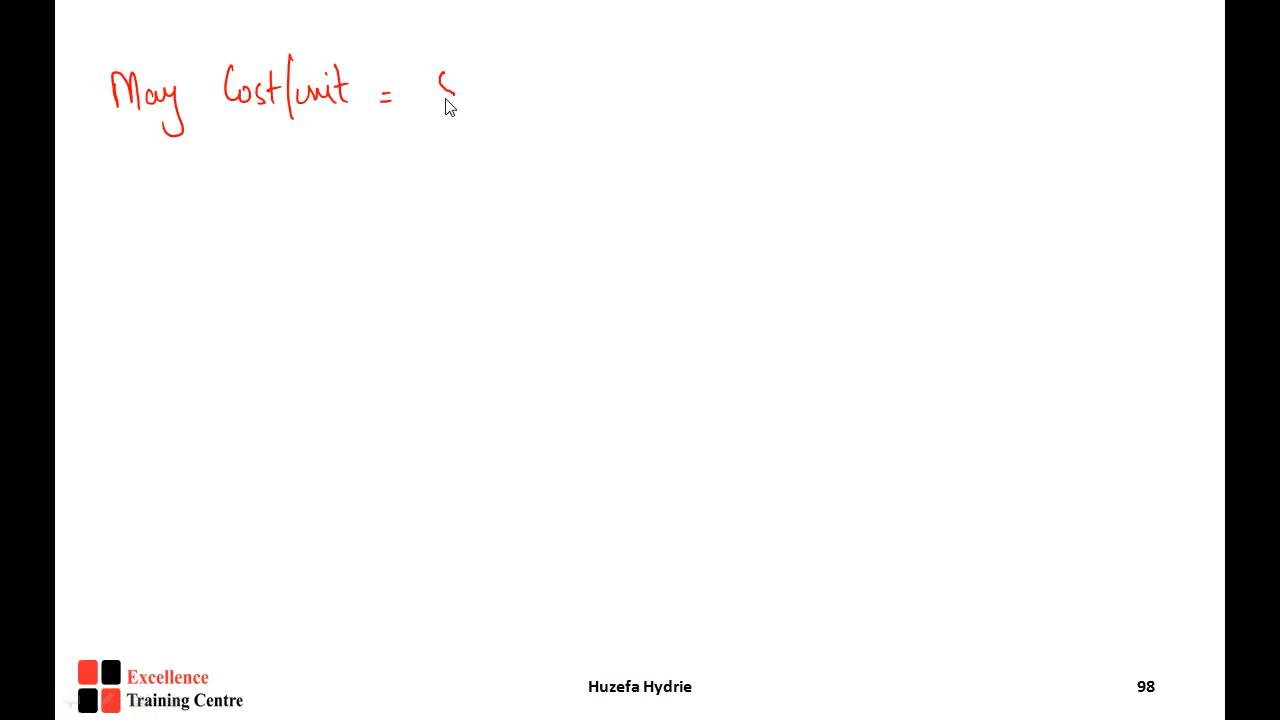 May Cost/unit =
Excellence
Training Centre
Huzefa Hydrie
98